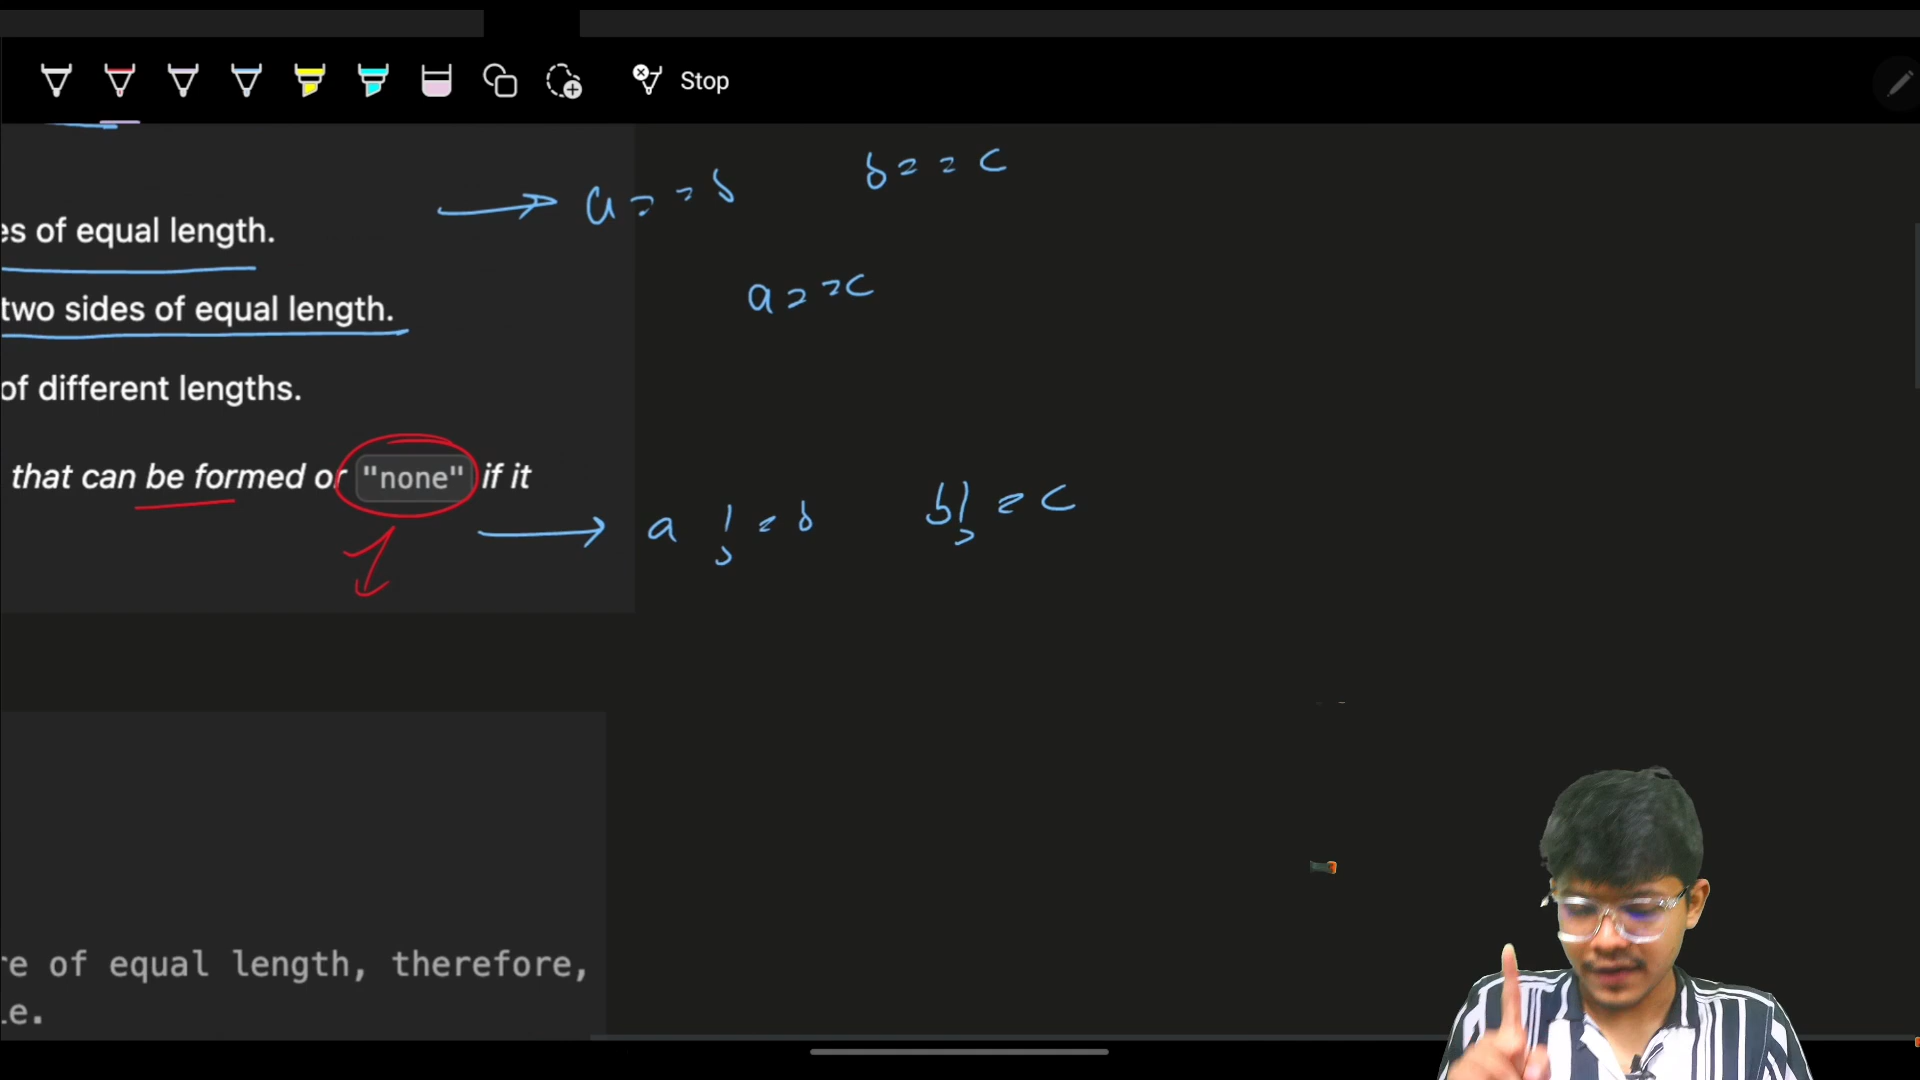 Stop
a == b b == c
es of equal length.
a == c
two sides of equal length.
of different lengths.
that can be formed or "none" if it
a != b b != c
re of equal length, therefore,
le.